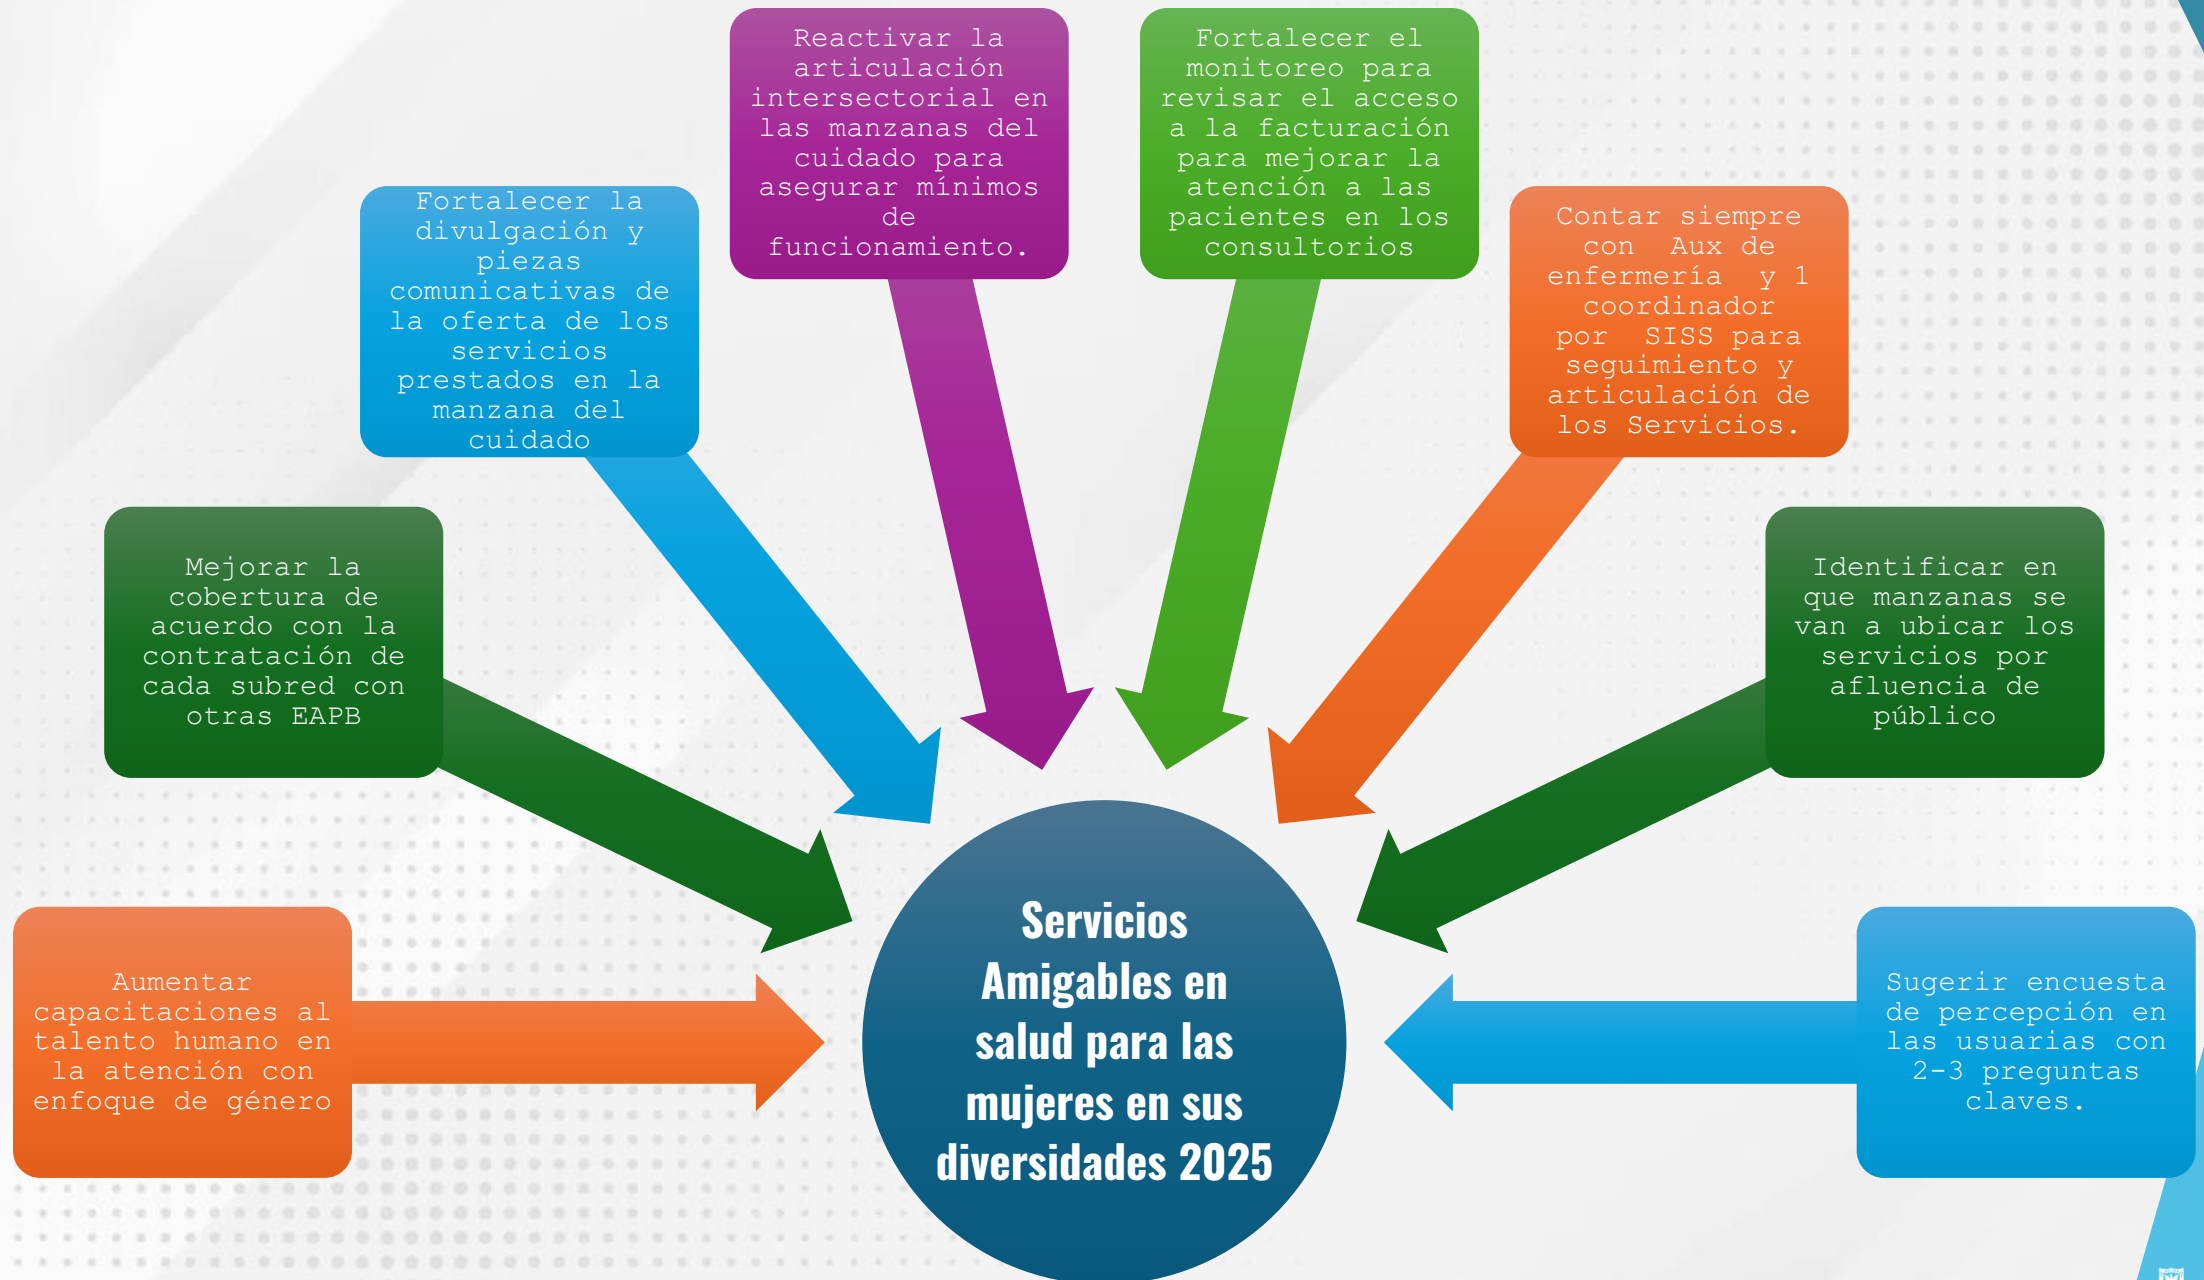 Aumentar
capacitaciones al
talento humano en
la atención con
enfoque de género
Mejorar la
cobertura de
acuerdo con la
contratación de
cada subred con
otras EAPB
Fortalecer la
divulgación y
piezas
comunicativas de
la oferta de los
servicios
prestados en la
manzana del
cuidado
Reactivar la
articulación
intersectorial en
las manzanas del
cuidado para
asegurar mínimos
de
funcionamiento.
Fortalecer el
monitoreo para
revisar el acceso
a la facturación
para mejorar la
atención a las
pacientes en los
consultorios
Contar siempre
con Aux de
enfermería y 1
coordinador
por SISS para
seguimiento y
articulación de
los Servicios.
Identificar en
que manzanas se
van a ubicar los
servicios por
afluencia de
público
Sugerir encuesta
de percepción en
las usuarias con
2-3 preguntas
claves.
Servicios
Amigables en
salud para las
mujeres en sus
diversidades 2025